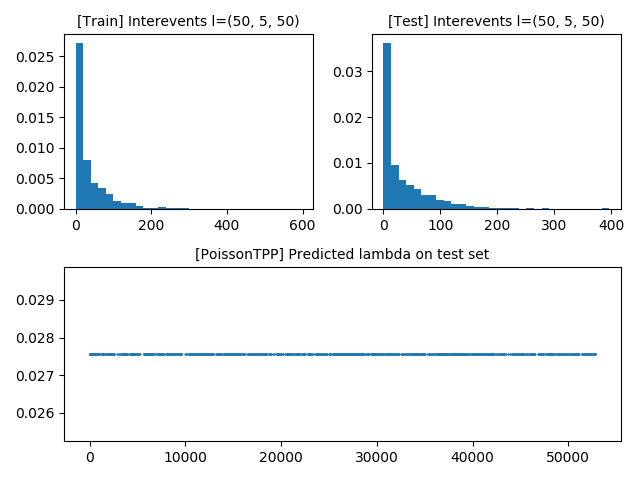 [Train] Interevents l=(50, 5, 50)
[Test] Interevents l=(50, 5, 50)
0.025
0.020
0.015
0.010
0.005
0.000
0 200 400 600
0.03
0.02
0.01
0.00
0 100 200 300 400
[PoissonTPP] Predicted lambda on test set
0.029
0.028
0.027
0.026
0 10000 20000 30000 40000 50000